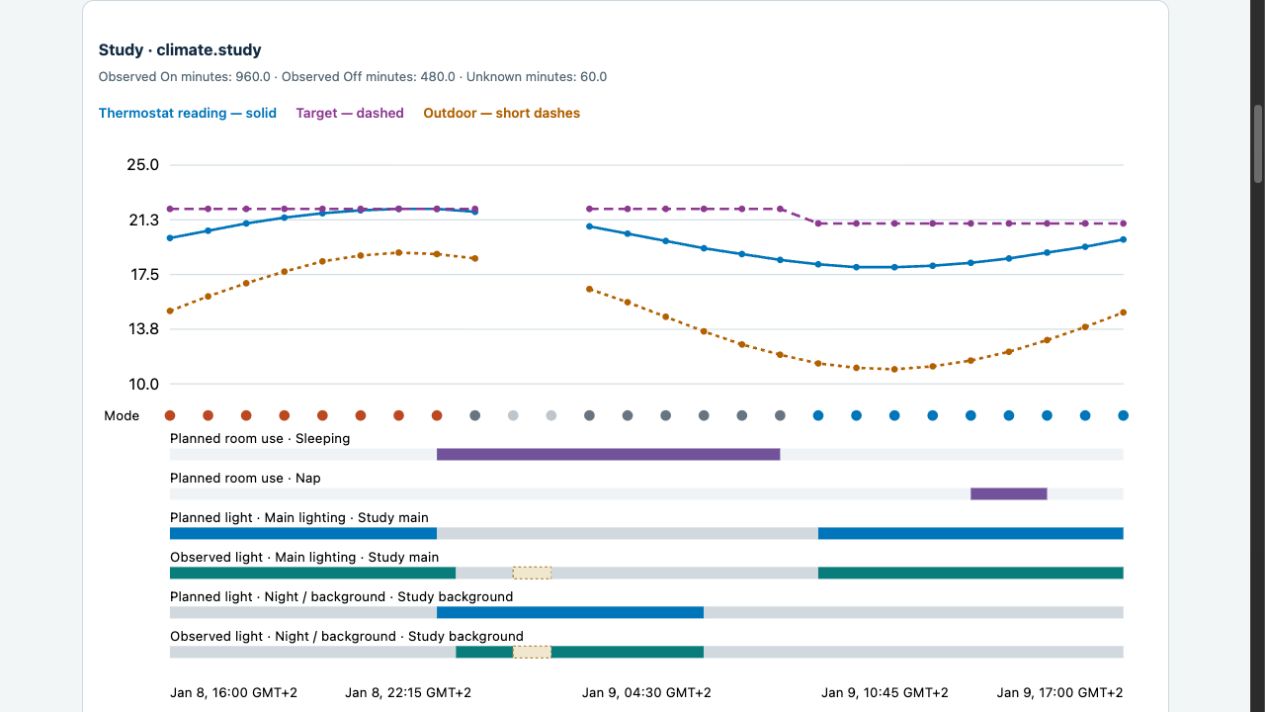 Study · climate.study
Observed On minutes: 960.0 · Observed Off minutes: 480.0 · Unknown minutes: 60.0
Thermostat reading — solid Target — dashed Outdoor — short dashes
25.0
21.3
17.5
13.8
10.0
Mode
Planned room use · Sleeping
Planned room use · Nap
Planned light · Main lighting · Study main
Observed light · Main lighting · Study main
Planned light · Night / background · Study background
Observed light · Night / background · Study background
Jan 8, 16:00 GMT+2 Jan 8, 22:15 GMT+2 Jan 9, 04:30 GMT+2 Jan 9, 10:45 GMT+2 Jan 9, 17:00 GMT+2